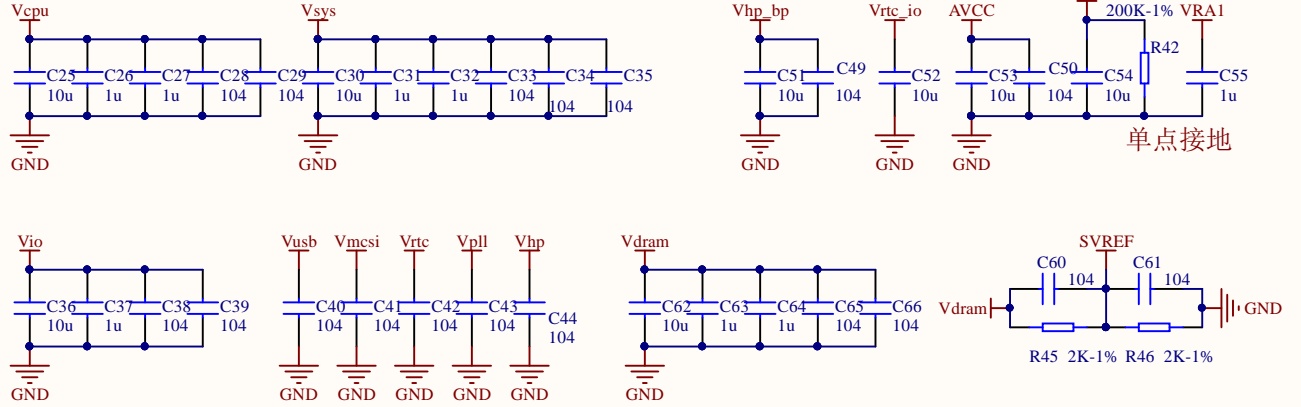 Vcpu
Vsys
Vhp_bp
Vrtc_io
AVCC
200K-1%
VRA1
R42
C25 C26 C27 C28 C29
10u 1u 1u 104 104
C30 C31 C32 C33 C34 C35
10u 1u 1u 104 104 104
C51 C49
10u 104
C52
10u
C53 C50 C54
10u 104 10u
C55
1u
GND
GND
GND
GND
GND
单点接地
Vio
Vusb
Vmcsi
Vrtc
Vpll
Vhp
Vdram
SVREF
C36 C37 C38 C39
10u 1u 104 104
C40 C41 C42 C43 C44
104 104 104 104 104
C62 C63 C64 C65 C66
10u 1u 1u 104 104
C60 C61
104 104
Vdram
GND
R45 2K-1% R46 2K-1%
GND
GND
GND
GND
GND
GND
GND